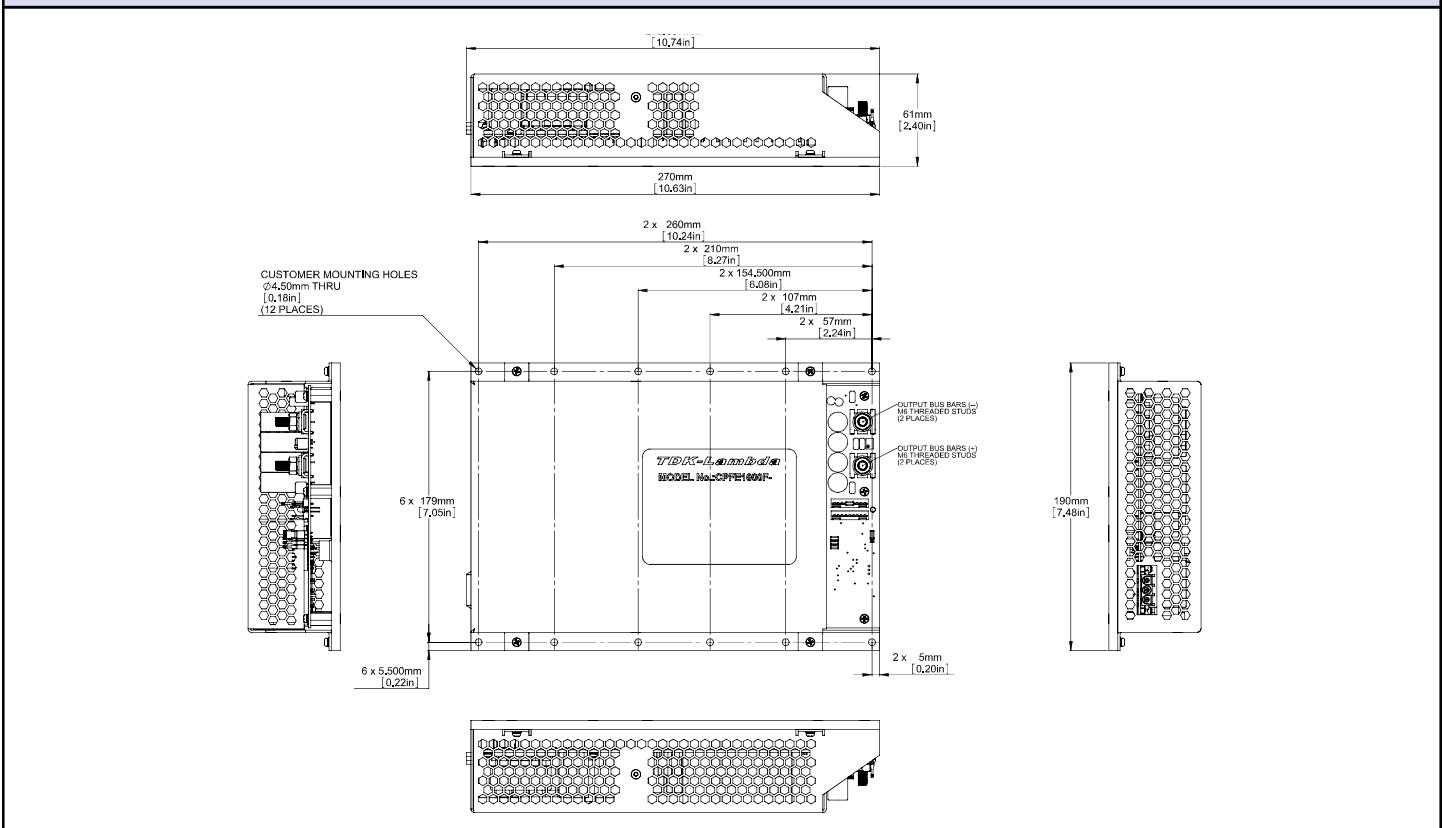 [10.74in]
61mm
[2.40in]
270mm
[10.63in]
2 x 260mm
[10.24in]
2 x 210mm
[8.27in]
2 x 154.500mm
[6.08in]
2 x 107mm
[4.21in]
2 x 57mm
[2.24in]
CUSTOMER MOUNTING HOLES
Ø4.50mm THRU
[0.18in]
(12 PLACES)
OUTPUT BUS BARS (–)
M6 THREADED STUDS
(2 PLACES)
OUTPUT BUS BARS (+)
M6 THREADED STUDS
(2 PLACES)
TDK-Lambda
MODEL No.:CPFE1000F-
6 x 179mm
[7.05in]
190mm
[7.48in]
6 x 5.500mm
[0.22in]
2 x 5mm
[0.20in]